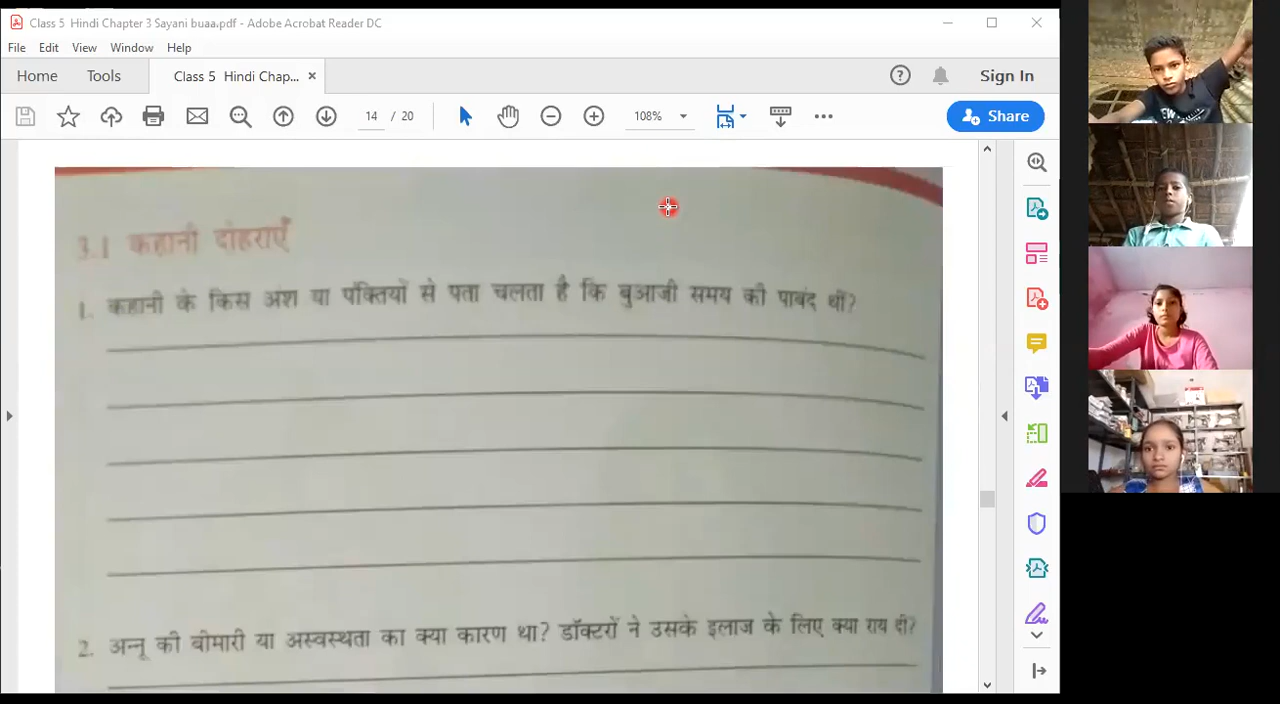 Class 5  Hindi Chapter 3 Sayani buaa.pdf - Adobe Acrobat Reader DC
File Edit View Window Help
Home Tools Class 5  Hindi Chap... × Sign In
14 / 20 108% Share
3.1 कहानी दोहराएँ
1. कहानी के किस अंश या पंक्तियों से पता चलता है कि बुआजी समय की पाबंद थीं?
2. अन्नू की बीमारी या अस्वस्थता का क्या कारण था? डॉक्टरों ने उसके इलाज के लिए क्या राय दी?